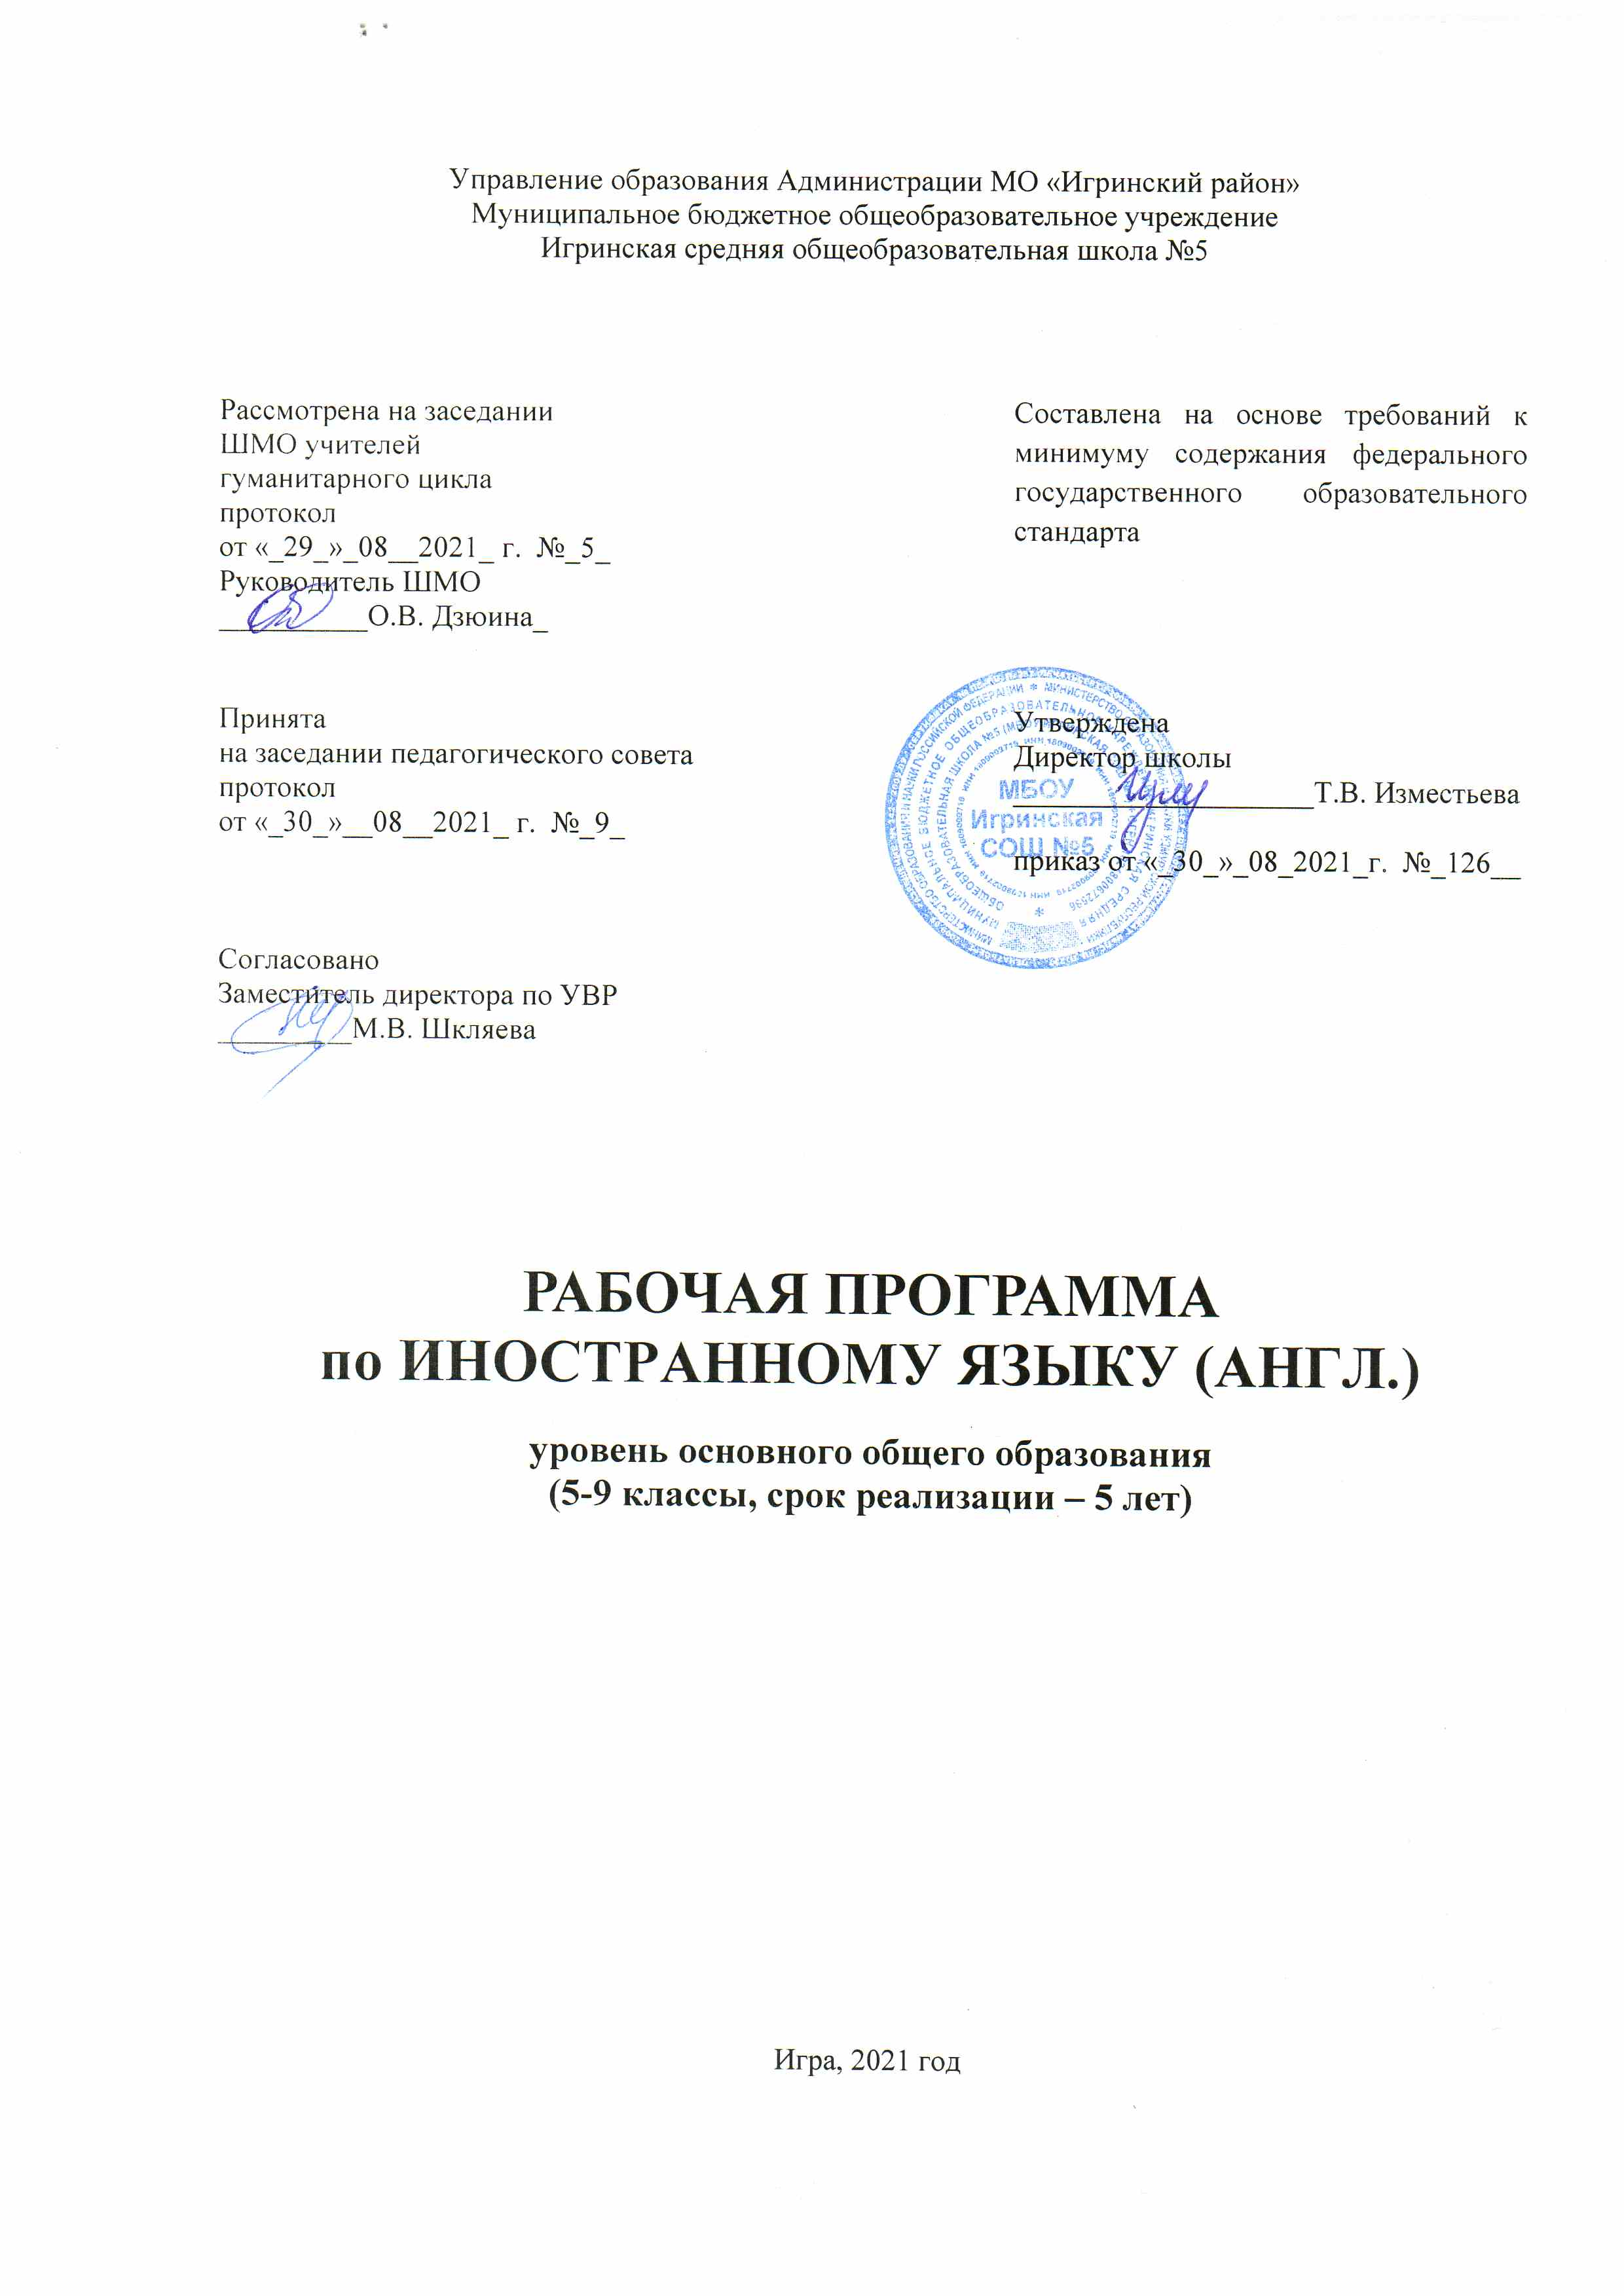 Управление образования Администрации МО «Игринский район»
Муниципальное бюджетное общеобразовательное учреждение
Игринская средняя общеобразовательная школа №5
Рассмотрена на заседании
ШМО учителей
гуманитарного цикла
протокол
от «_29_»_08__2021_ г. №_5_
Руководитель ШМО
__________О.В. Дзюина_
Составлена на основе требований к
минимуму содержания федерального
государственного образовательного
стандарта
Принята
на заседании педагогического совета
протокол
от «_30_»__08__2021_ г. №_9_
Утверждена
Директор школы
____________________Т.В. Изместьева
приказ от «_30_»_08_2021_г. №_126__
МБОУ
Игринская
СОШ №5
Согласовано
Заместитель директора по УВР
_________М.В. Шкляева
РАБОЧАЯ ПРОГРАММА
по ИНОСТРАННОМУ ЯЗЫКУ (АНГЛ.)
уровень основного общего образования
(5-9 классы, срок реализации – 5 лет)
Игра, 2021 год